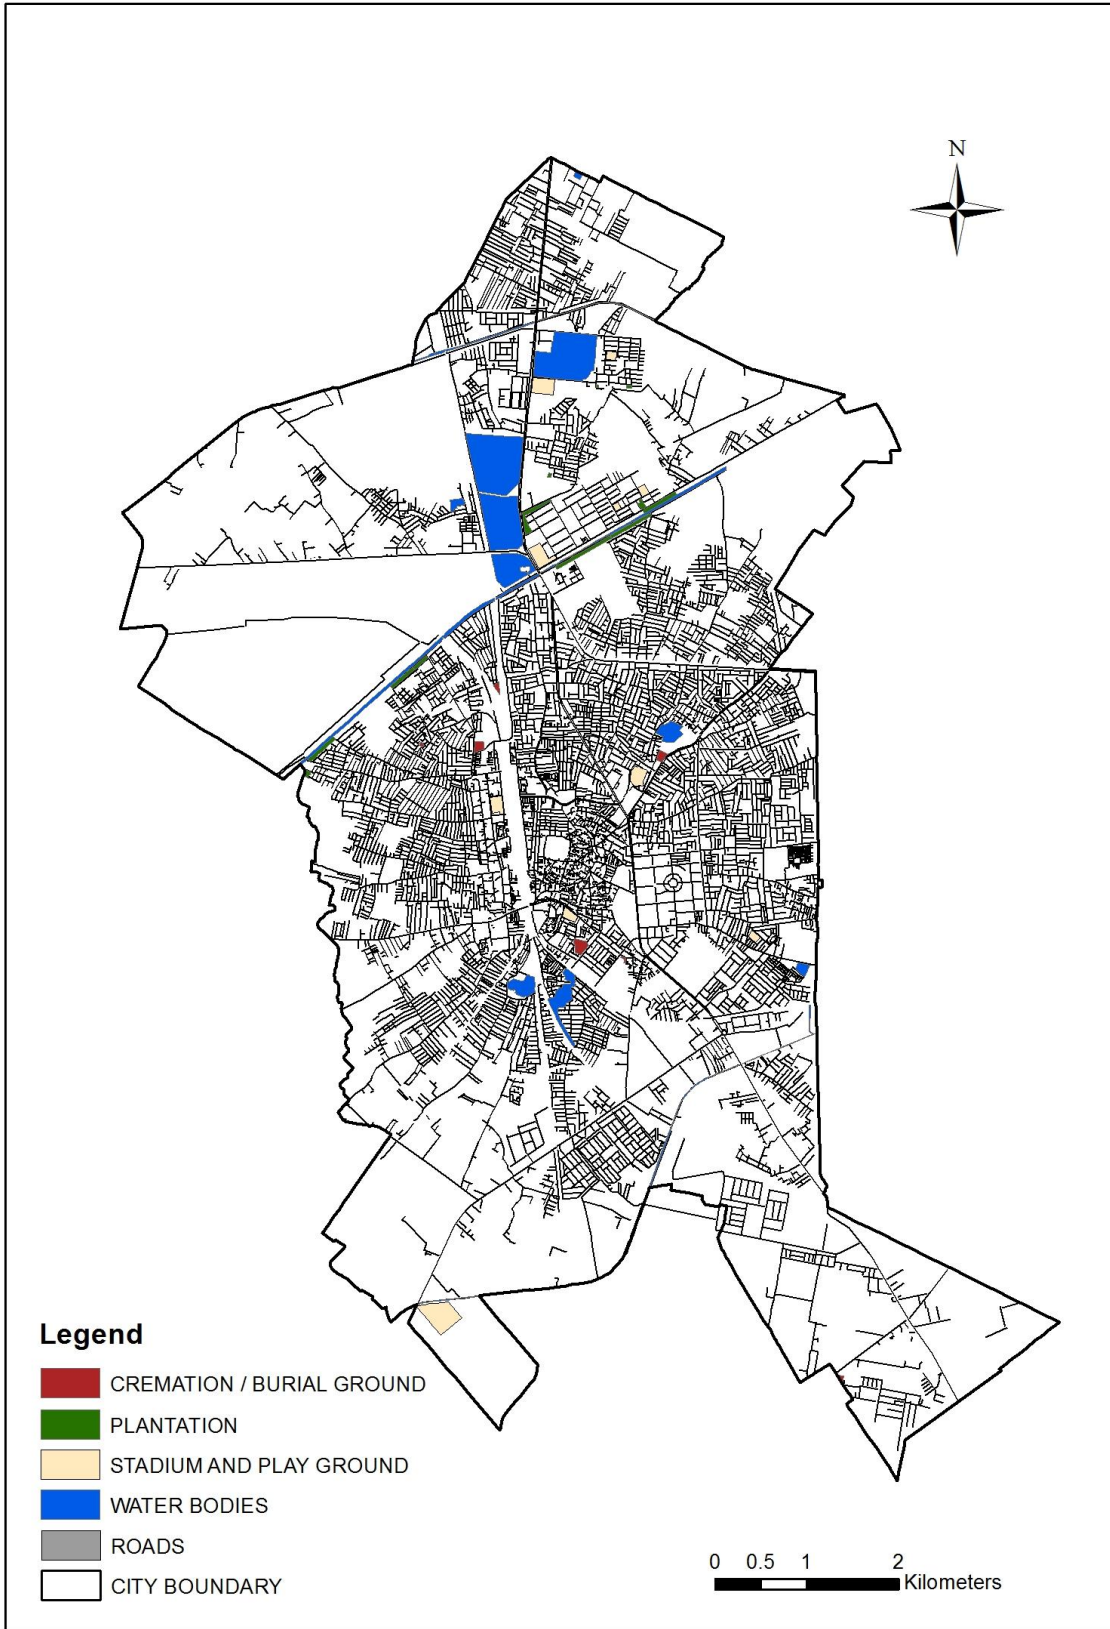 N
Legend
CREMATION / BURIAL GROUND
PLANTATION
STADIUM AND PLAY GROUND
WATER BODIES
ROADS
CITY BOUNDARY
0 0.5 1 2
Kilometers